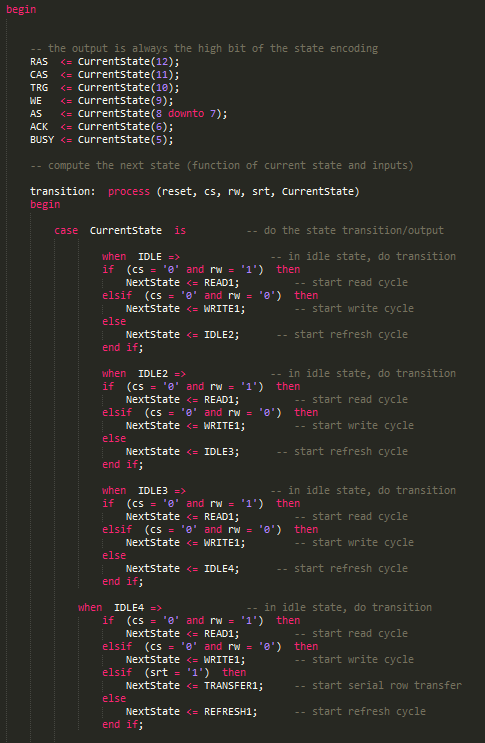 begin
-- the output is always the high bit of the state encoding
RAS <= CurrentState(12);
CAS <= CurrentState(11);
TRG <= CurrentState(10);
WE <= CurrentState(9);
AS <= CurrentState(8 downto 7);
ACK <= CurrentState(6);
BUSY <= CurrentState(5);
-- compute the next state (function of current state and inputs)
transition: process (reset, cs, rw, srt, CurrentState)
begin
case CurrentState is -- do the state transition/output
when IDLE => -- in idle state, do transition
if (cs = '0' and rw = '1') then
NextState <= READ1; -- start read cycle
elsif (cs = '0' and rw = '0') then
NextState <= WRITE1; -- start write cycle
else
NextState <= IDLE2; -- start refresh cycle
end if;
when IDLE2 => -- in idle state, do transition
if (cs = '0' and rw = '1') then
NextState <= READ1; -- start read cycle
elsif (cs = '0' and rw = '0') then
NextState <= WRITE1; -- start write cycle
else
NextState <= IDLE3; -- start refresh cycle
end if;
when IDLE3 => -- in idle state, do transition
if (cs = '0' and rw = '1') then
NextState <= READ1; -- start read cycle
elsif (cs = '0' and rw = '0') then
NextState <= WRITE1; -- start write cycle
else
NextState <= IDLE4; -- start refresh cycle
end if;
when IDLE4 => -- in idle state, do transition
if (cs = '0' and rw = '1') then
NextState <= READ1; -- start read cycle
elsif (cs = '0' and rw = '0') then
NextState <= WRITE1; -- start write cycle
elsif (srt = '1') then
NextState <= TRANSFER1; -- start serial row transfer
else
NextState <= REFRESH1; -- start refresh cycle
end if;